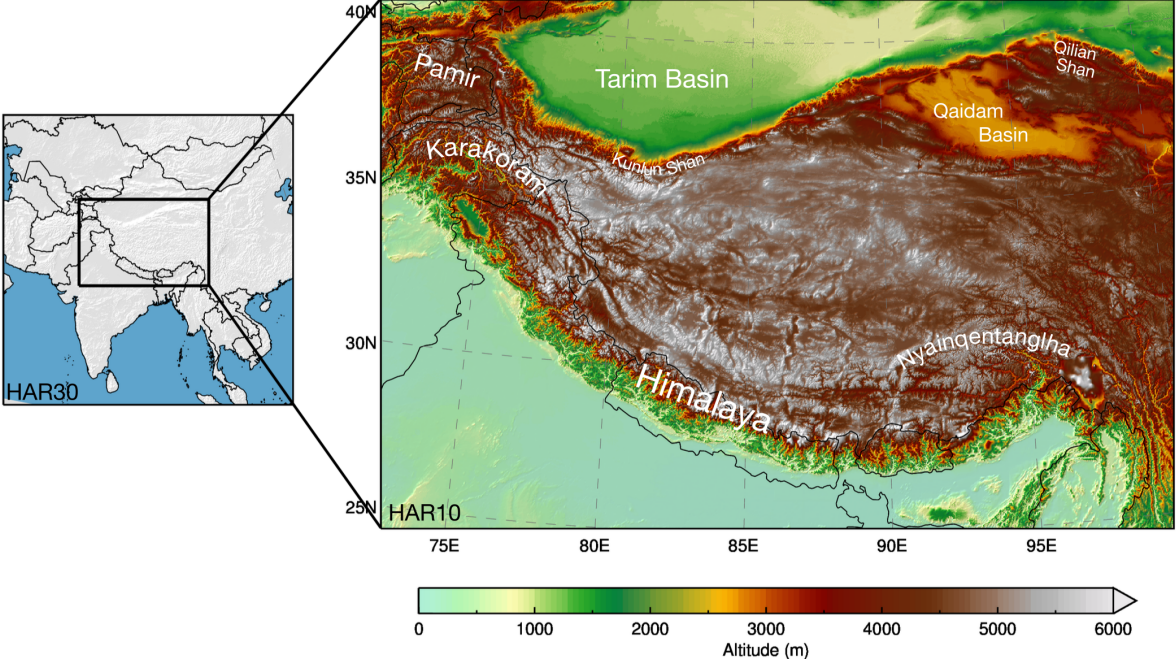 40N
Pamir
Tarim Basin
Qilian
Shan
Qaidam
Basin
Karakoram
Kunlun Shan
35N
30N
Nyainqentanglha
Himalaya
HAR30
25N
HAR10
75E 80E 85E 90E 95E
0 1000 2000 3000 4000 5000 6000
Altitude (m)